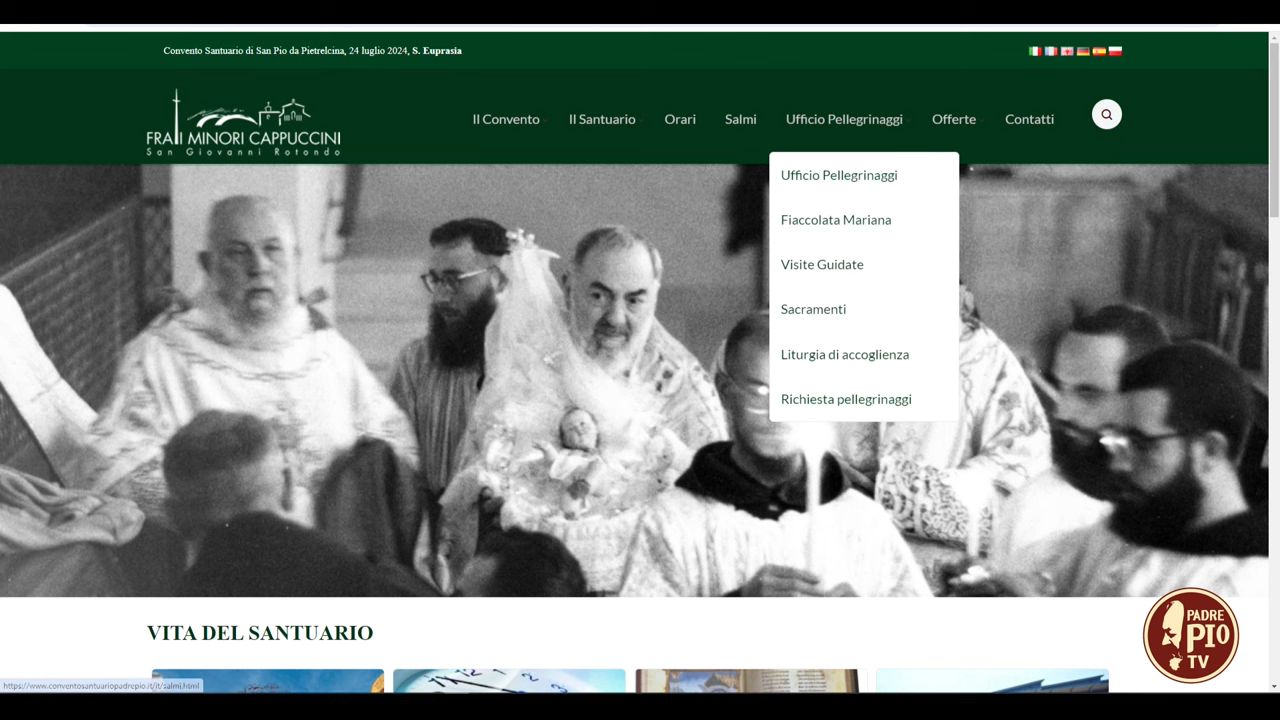 Convento Santuario di San Pio da Pietrelcina, 24 luglio 2024, S. Euprasia
FRATI MINORI CAPPUCCINI
San Giovanni Rotondo
Il Convento
Il Santuario
Orari
Salmi
Ufficio Pellegrinaggi
Offerte
Contatti
Ufficio Pellegrinaggi
Fiaccolata Mariana
Visite Guidate
Sacramenti
Liturgia di accoglienza
Richiesta pellegrinaggi
VITA DEL SANTUARIO
PADRE
PIO
TV
12
https://www.conventosantuariopadrepio.it/it/salmi.html